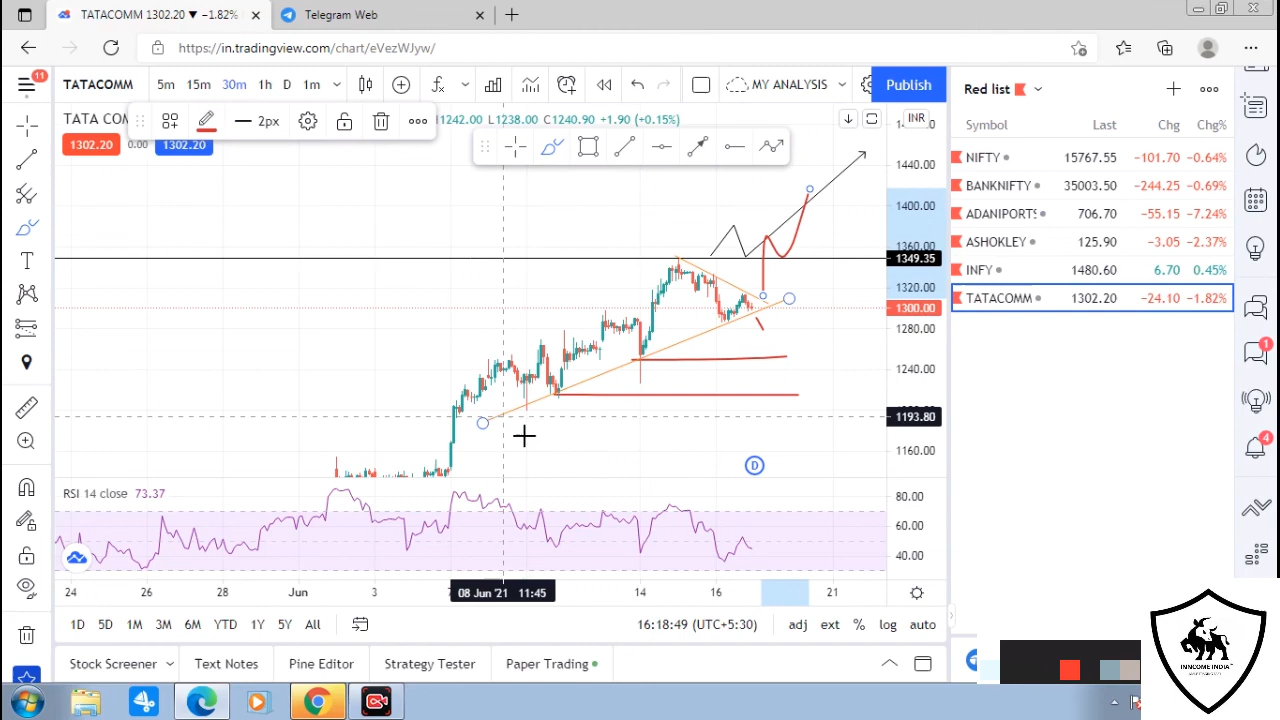 TATACOMM 1302.20 ▼ −1.82%
Telegram Web
https://in.tradingview.com/chart/eVezWJyw/
11
TATACOMM 5m 15m 30m 1h D 1m MY ANALYSIS Publish
Red list
2px
TATA COM 1242.00 L1238.00 C1240.90 +1.90 (+0.15%)
INR
1302.20 0.00 1302.20
Symbol Last Chg Chg%
NIFTY 15767.55 −101.70 −0.64%
BANKNIFTY 35003.50 −244.25 −0.69%
ADANIPORTS 706.70 −55.15 −7.24%
ASHOKLEY 125.90 −3.05 −2.37%
INFY 1480.60 6.70 0.45%
TATACOMM 1302.20 −24.10 −1.82%
1440.00
1400.00
1360.00
1349.35
1320.00
1300.00
1280.00
1240.00
1193.80
1160.00
D
1
4
RSI 14 close 73.37
80.00
60.00
40.00
24 26 28 Jun 3 08 Jun '21 11:45 14 16 21
1D 5D 1M 3M 6M YTD 1Y 5Y All 16:18:49 (UTC+5:30) adj ext % log auto
Stock Screener Text Notes Pine Editor Strategy Tester Paper Trading
INNCOME INDIA